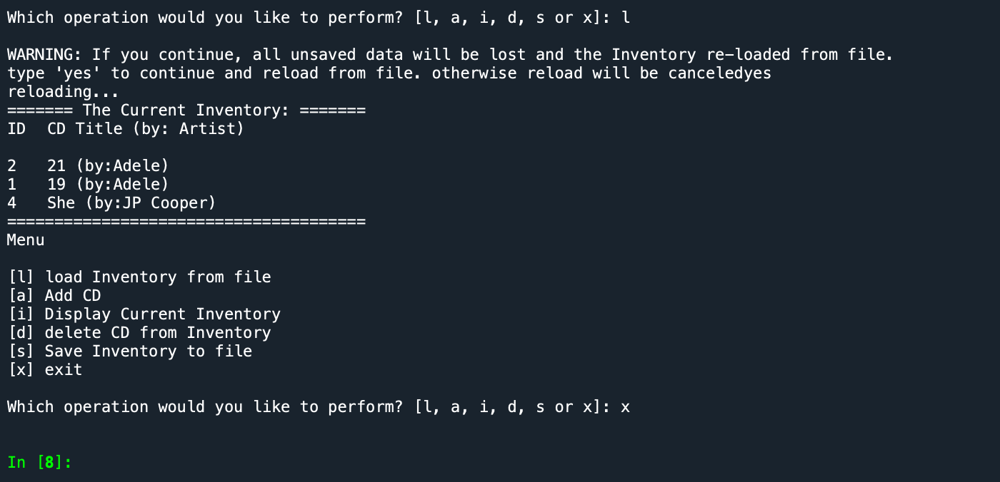 Which operation would you like to perform? [l, a, i, d, s or x]: l
WARNING: If you continue, all unsaved data will be lost and the Inventory re-loaded from file.
type 'yes' to continue and reload from file. otherwise reload will be canceledyes
reloading...
======= The Current Inventory: =======
ID	CD Title (by: Artist)
2	21 (by:Adele)
1	19 (by:Adele)
4	She (by:JP Cooper)
======================================
Menu
[l] load Inventory from file
[a] Add CD
[i] Display Current Inventory
[d] delete CD from Inventory
[s] Save Inventory to file
[x] exit
Which operation would you like to perform? [l, a, i, d, s or x]: x
In [8]: